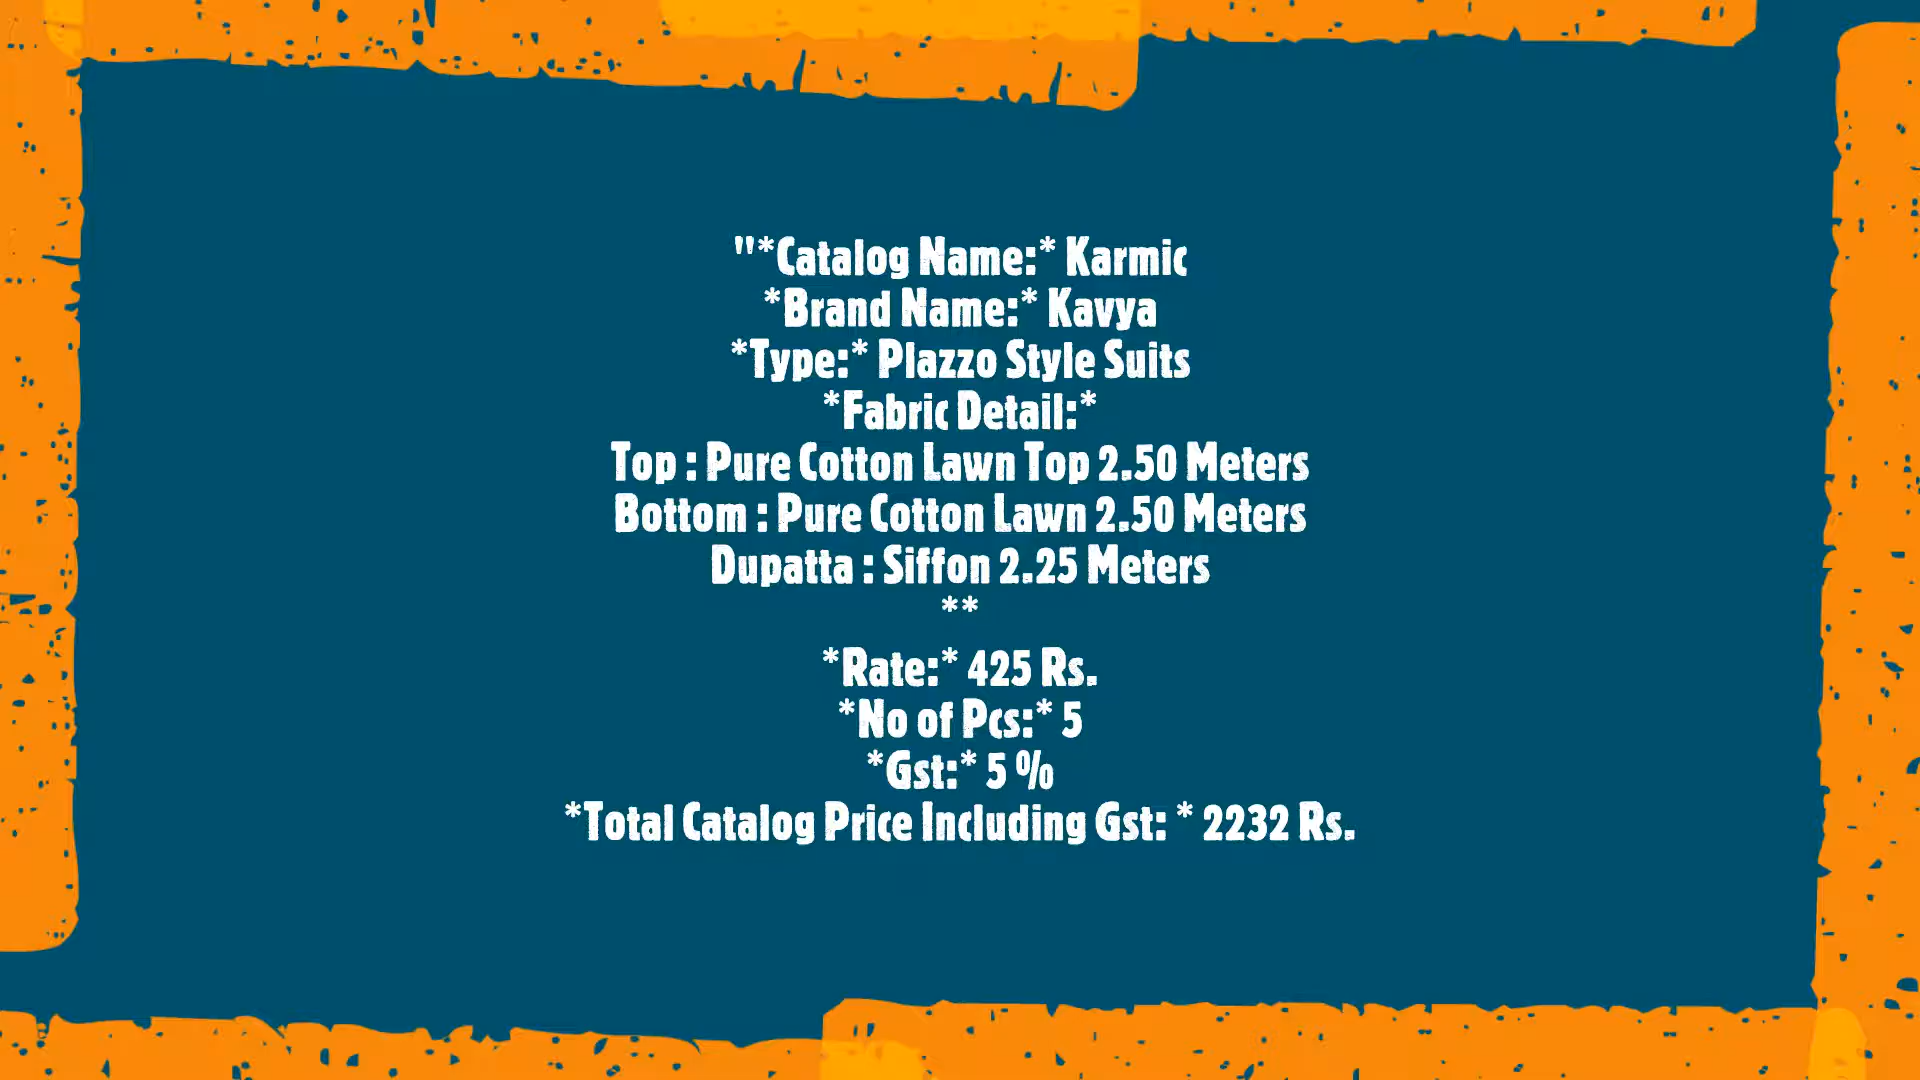 "*Catalog Name:* Karmic
*Brand Name:* Kavya
*Type:* Plazzo Style Suits
*Fabric Detail:*
Top : Pure Cotton Lawn Top 2.50 Meters
Bottom : Pure Cotton Lawn 2.50 Meters
Dupatta : Siffon 2.25 Meters
**
*Rate:* 425 Rs.
*No of Pcs:* 5
*Gst:* 5 %
*Total Catalog Price Including Gst: * 2232 Rs.